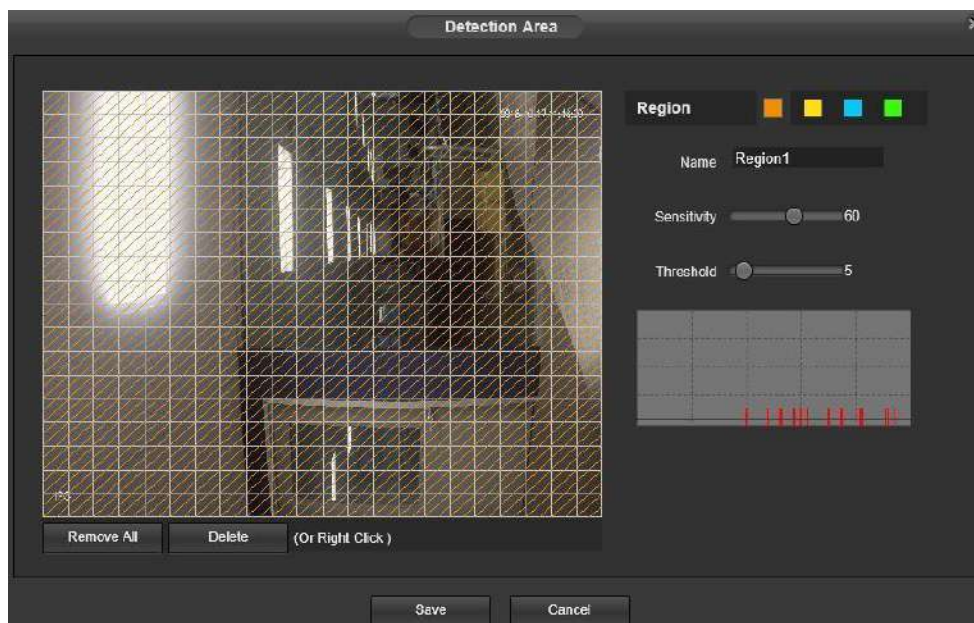 Detection Area
Region
Name Region1
Sensitivity 60
Threshold 5
Remove All Delete (Or Right Click )
Save Cancel